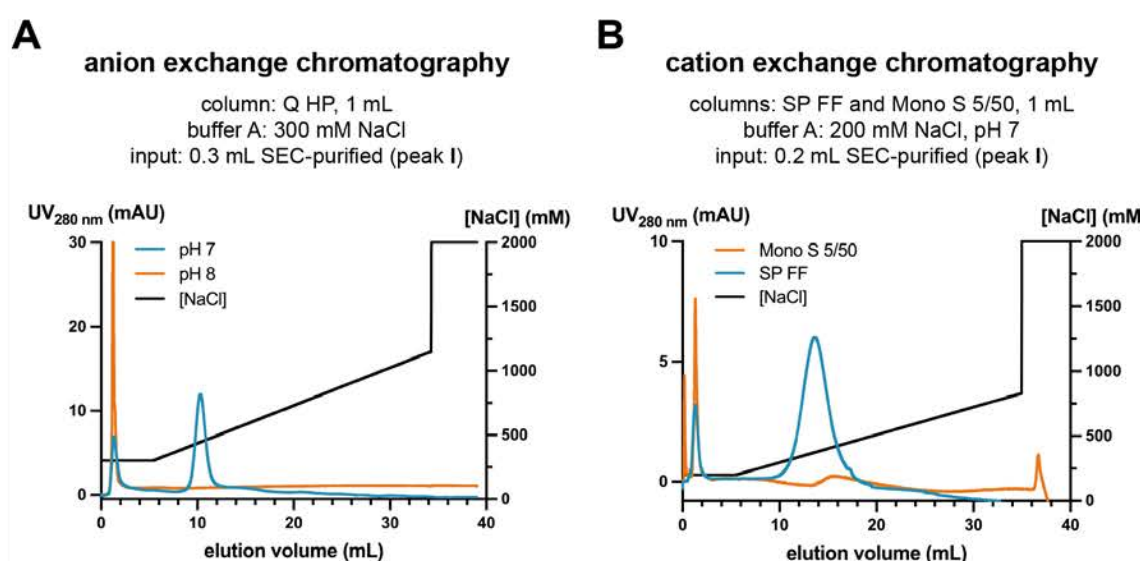 A
anion exchange chromatography
column: Q HP, 1 mL
buffer A: 300 mM NaCl
input: 0.3 mL SEC-purified (peak I)
UV280 nm (mAU)
[NaCl] (mM)
30
20
10
0
pH 7
pH 8
[NaCl]
2000
1500
1000
500
0
0
10
20
30
40
elution volume (mL)
B
cation exchange chromatography
columns: SP FF and Mono S 5/50, 1 mL
buffer A: 200 mM NaCl, pH 7
input: 0.2 mL SEC-purified (peak I)
UV280 nm (mAU)
[NaCl] (mM)
10
5
0
Mono S 5/50
SP FF
[NaCl]
2000
1500
1000
500
0
0
10
20
30
40
elution volume (mL)